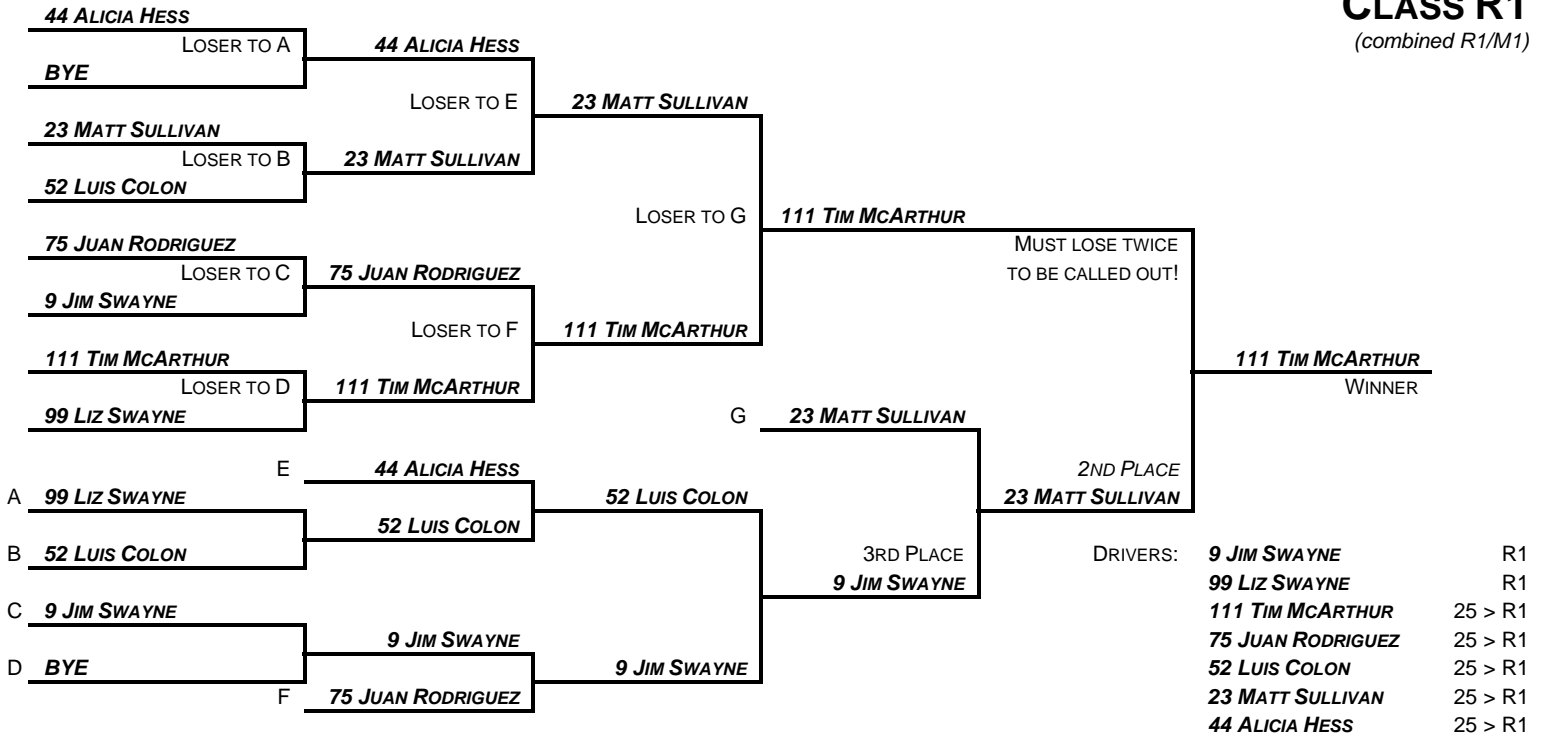 CLASS R1
(combined R1/M1)
44 ALICIA HESS
LOSER TO A
44 ALICIA HESS
BYE
LOSER TO E
23 MATT SULLIVAN
23 MATT SULLIVAN
LOSER TO B
23 MATT SULLIVAN
52 LUIS COLON
LOSER TO G
111 TIM MCARTHUR
75 JUAN RODRIGUEZ
MUST LOSE TWICE
LOSER TO C
75 JUAN RODRIGUEZ
TO BE CALLED OUT!
9 JIM SWAYNE
LOSER TO F
111 TIM MCARTHUR
111 TIM MCARTHUR
111 TIM MCARTHUR
LOSER TO D
111 TIM MCARTHUR
WINNER
99 LIZ SWAYNE
G
23 MATT SULLIVAN
E
44 ALICIA HESS
2ND PLACE
A
99 LIZ SWAYNE
52 LUIS COLON
23 MATT SULLIVAN
52 LUIS COLON
B
52 LUIS COLON
3RD PLACE
9 JIM SWAYNE
C
9 JIM SWAYNE
9 JIM SWAYNE
D
BYE
9 JIM SWAYNE
F
75 JUAN RODRIGUEZ
DRIVERS: 9 JIM SWAYNE R1
99 LIZ SWAYNE R1
111 TIM MCARTHUR 25 > R1
75 JUAN RODRIGUEZ 25 > R1
52 LUIS COLON 25 > R1
23 MATT SULLIVAN 25 > R1
44 ALICIA HESS 25 > R1